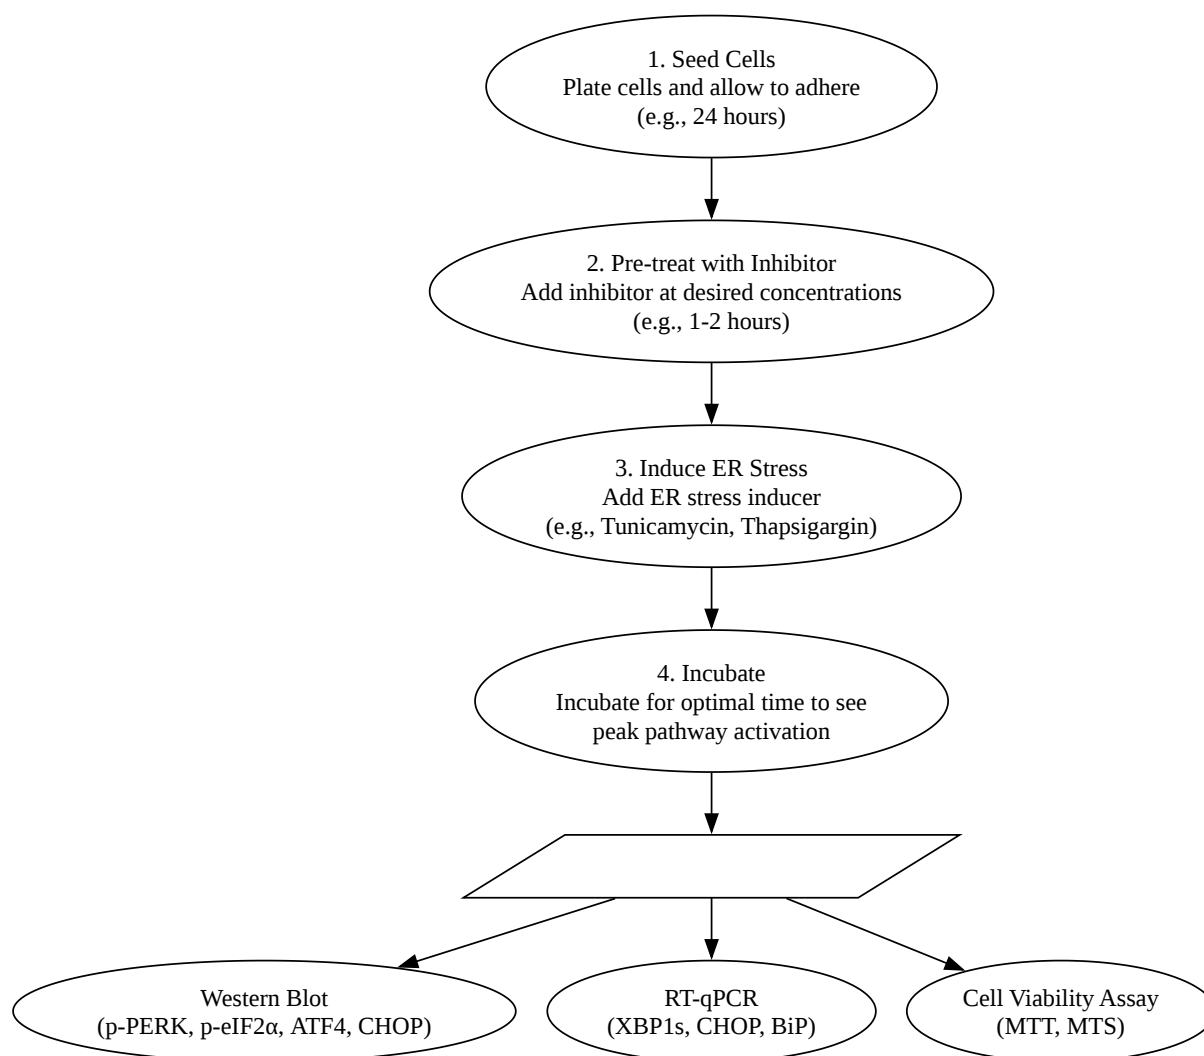 1. Seed Cells
Plate cells and allow to adhere
(e.g., 24 hours)
2. Pre-treat with Inhibitor
Add inhibitor at desired concentrations
(e.g., 1-2 hours)
3. Induce ER Stress
Add ER stress inducer
(e.g., Tunicamycin, Thapsigargin)
4. Incubate
Incubate for optimal time to see
peak pathway activation
Western Blot
(p-PERK, p-eIF2α, ATF4, CHOP)
RT-qPCR
(XBP1s, CHOP, BiP)
Cell Viability Assay
(MTT, MTS)